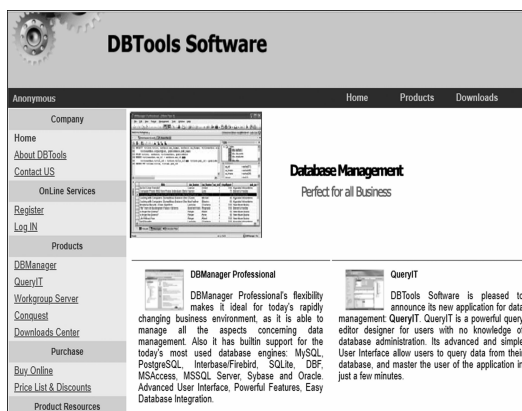 DBTools Software
Anonymous
Home Products Downloads
Company
Home
About DBTools
Contact US
OnLine Services
Register
Log IN
Products
DBManager
QueryIT
Workgroup Server
Conquest
Downloads Center
Purchase
Buy Online
Price List & Discounts
Product Resources
Database Management
Perfect for all Business
DBManager Professional
DBManager Professional's flexibility
makes it ideal for today's rapidly
changing business environment, as it is able to
manage all the aspects concerning data
management. Also it has builtin support for the
today's most used database engines: MySQL,
PostgreSQL, Interbase/Firebird, SQLite, DBF,
MSAccess, MSSQL Server, Sybase and Oracle.
Advanced User Interface, Powerful Features, Easy
Database Integration.
QueryIT
DBTools Software is pleased to
announce its new application for data
management: QueryIT. QueryIT is a powerful query
editor designer for users with no knowledge of
database administration. Its advanced and simple
User Interface allow users to query data from their
database, and master the user of the application in
just a few minutes.